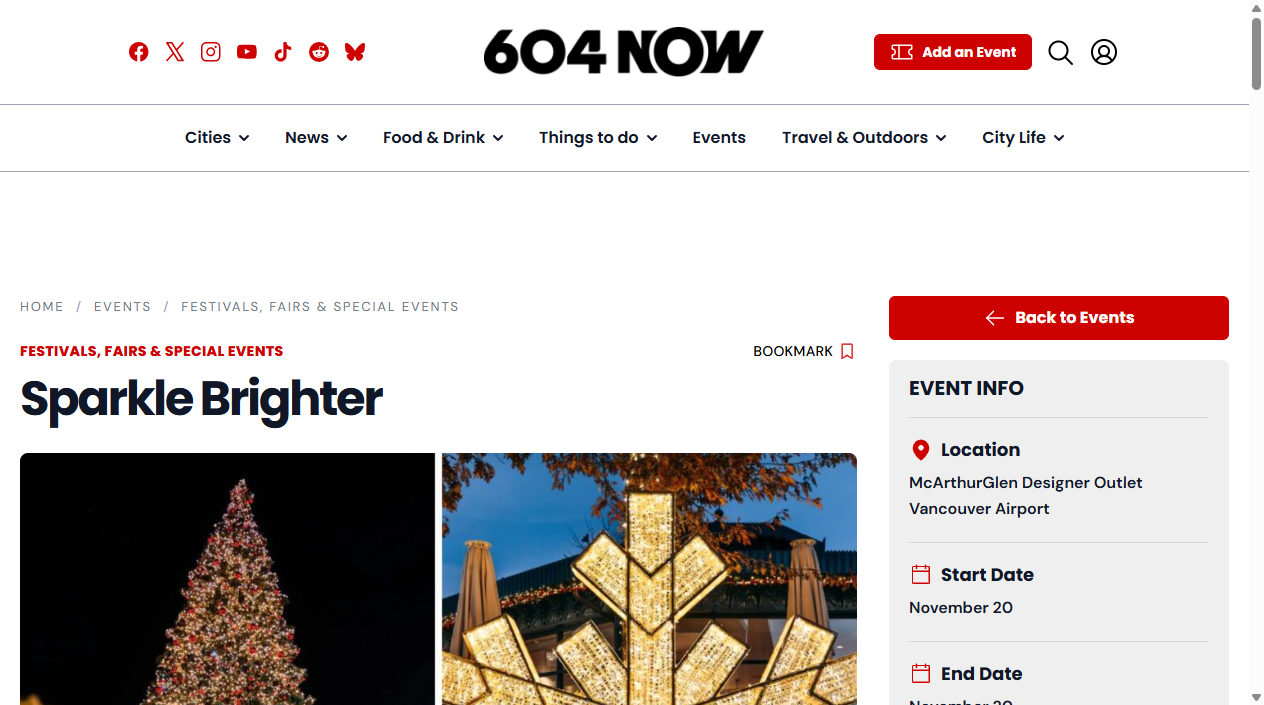 604 NOW
Add an Event
Cities
News
Food & Drink
Things to do
Events
Travel & Outdoors
City Life
HOME / EVENTS / FESTIVALS, FAIRS & SPECIAL EVENTS
FESTIVALS, FAIRS & SPECIAL EVENTS
BOOKMARK
Sparkle Brighter
Back to Events
EVENT INFO
Location
McArthurGlen Designer Outlet
Vancouver Airport
Start Date
November 20
End Date
November 20